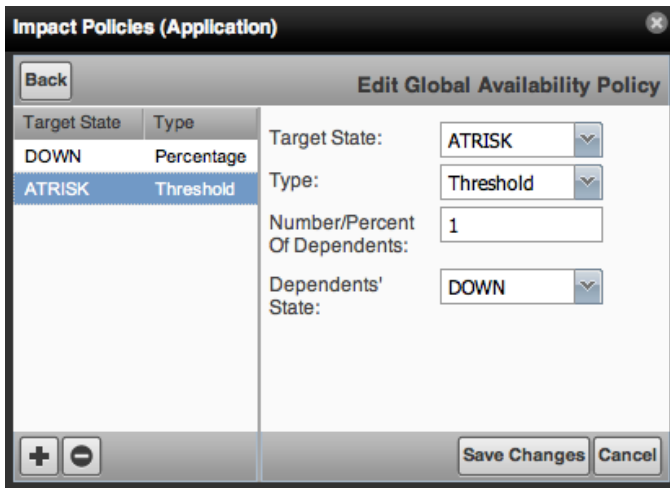 Impact Policies (Application)
Back
Edit Global Availability Policy
Target State Type
DOWN Percentage
ATRISK Threshold
Target State: ATRISK
Type: Threshold
Number/Percent
Of Dependents: 1
Dependents'
State: DOWN
Save Changes Cancel